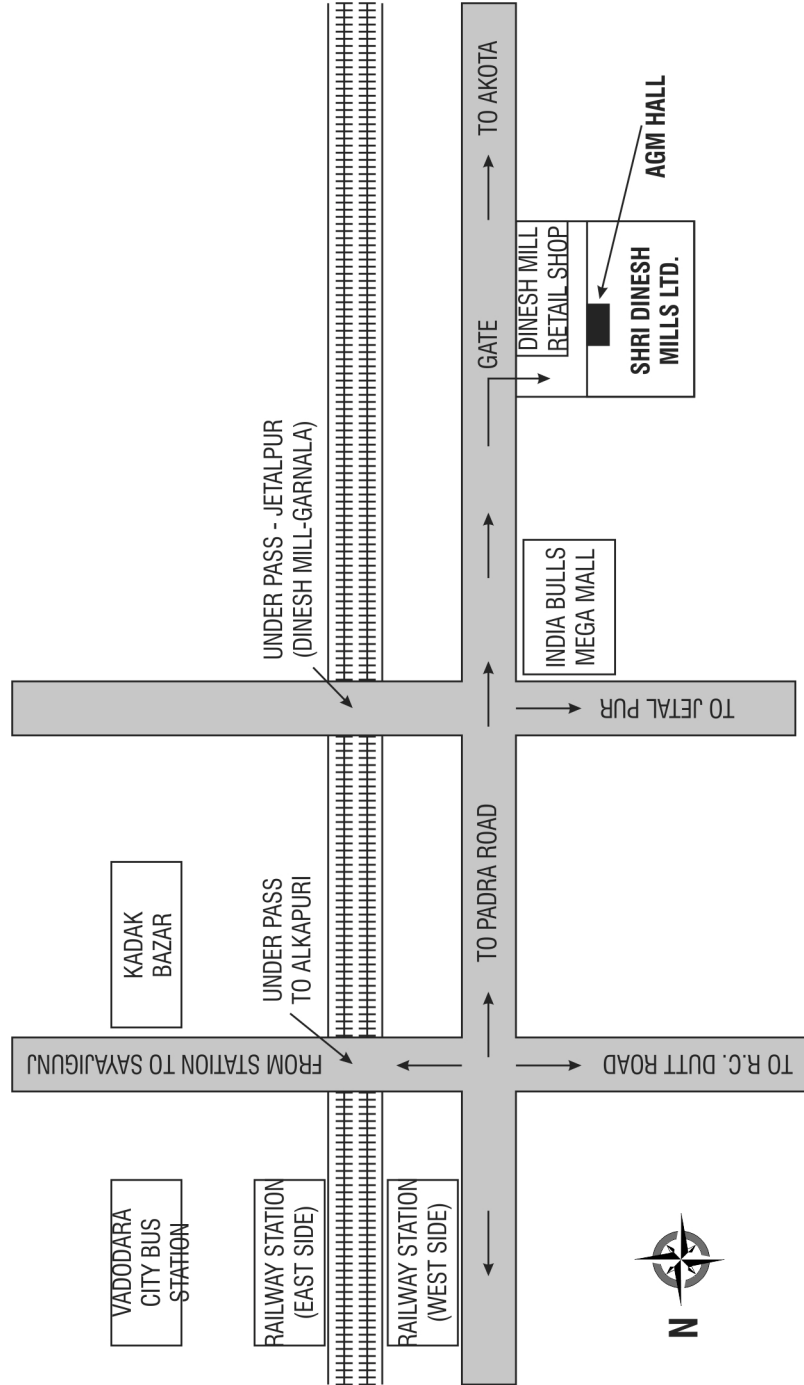 VADODARA
CITY BUS
STATION
KADAK
BAZAR
RAILWAY STATION
(EAST SIDE)
RAILWAY STATION
(WEST SIDE)
FROM STATION TO SAYAJIGUNJ
UNDER PASS
TO ALKAPURI
UNDER PASS - JETALPUR
(DINESH MILL-GARNALA)
TO PADRA ROAD
GATE
TO AKOTA
TO R.C. DUTT ROAD
TO JETAL PUR
INDIA BULLS
MEGA MALL
DINESH MILL
RETAIL SHOP
SHRI DINESH
MILLS LTD.
AGM HALL
N